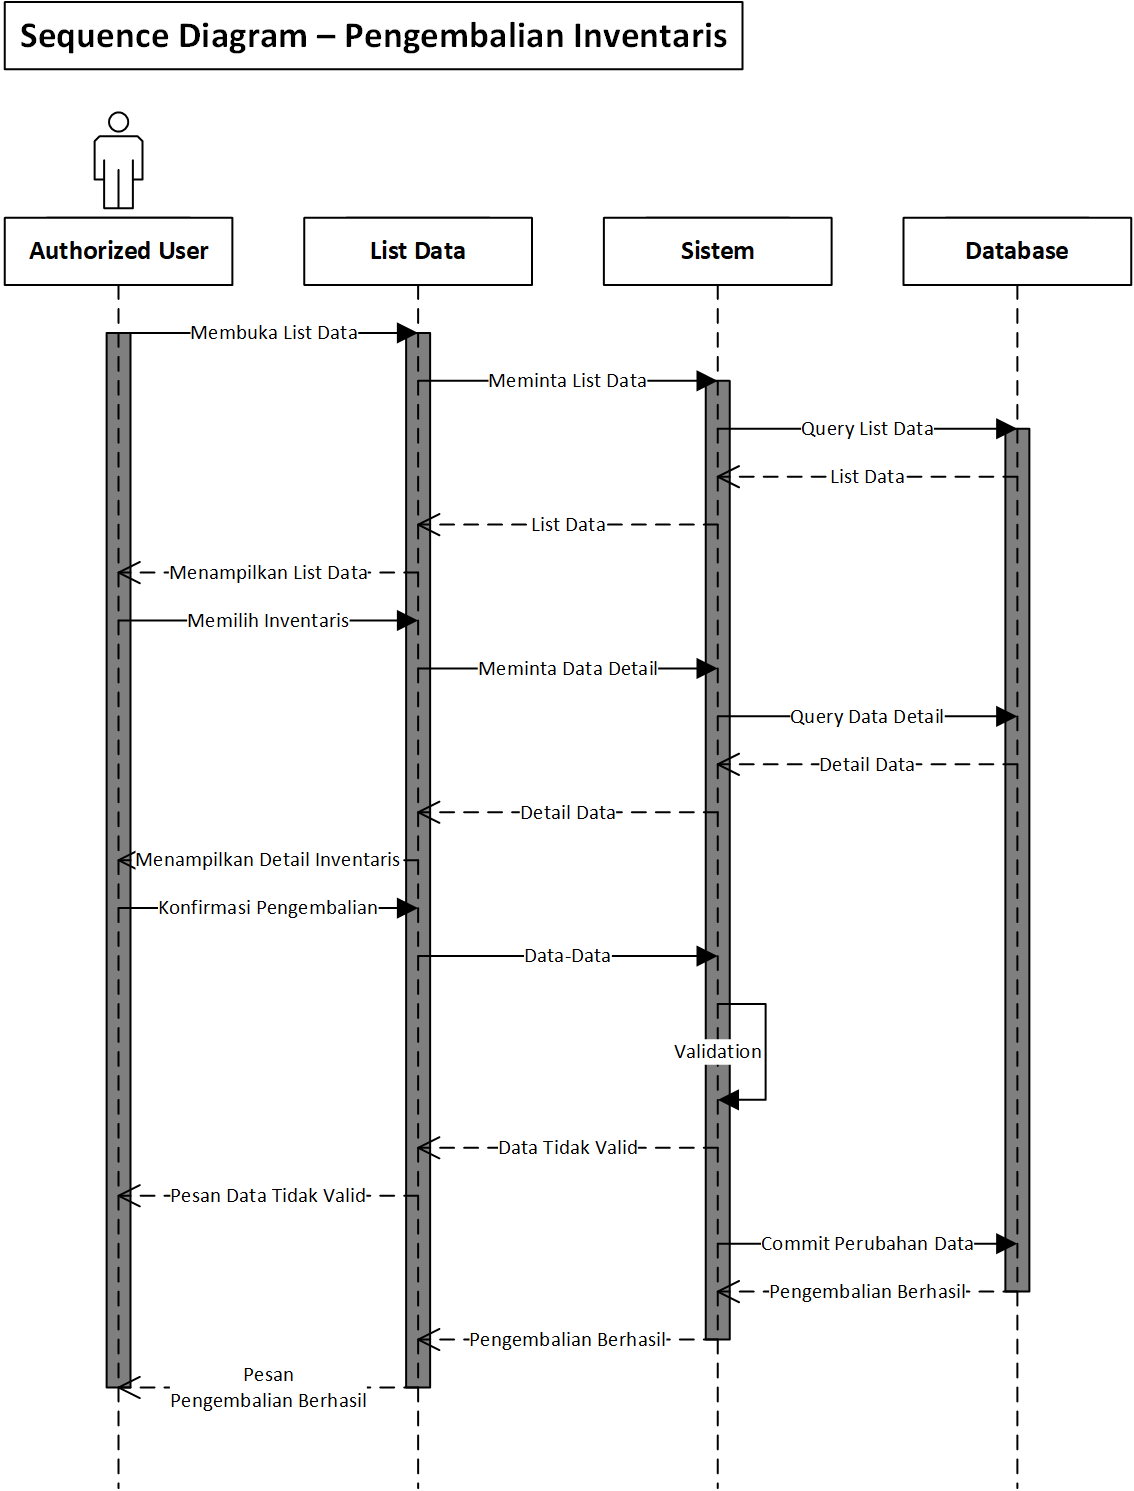 Sequence Diagram – Pengembalian Inventaris
Authorized User
List Data
Sistem
Database
Membuka List Data
Meminta List Data
Query List Data
List Data
List Data
Menampilkan List Data
Memilih Inventaris
Meminta Data Detail
Query Data Detail
Detail Data
Detail Data
Menampilkan Detail Inventaris
Konfirmasi Pengembalian
Data-Data
Validation
Data Tidak Valid
Pesan Data Tidak Valid
Commit Perubahan Data
Pengembalian Berhasil
Pengembalian Berhasil
Pesan
Pengembalian Berhasil